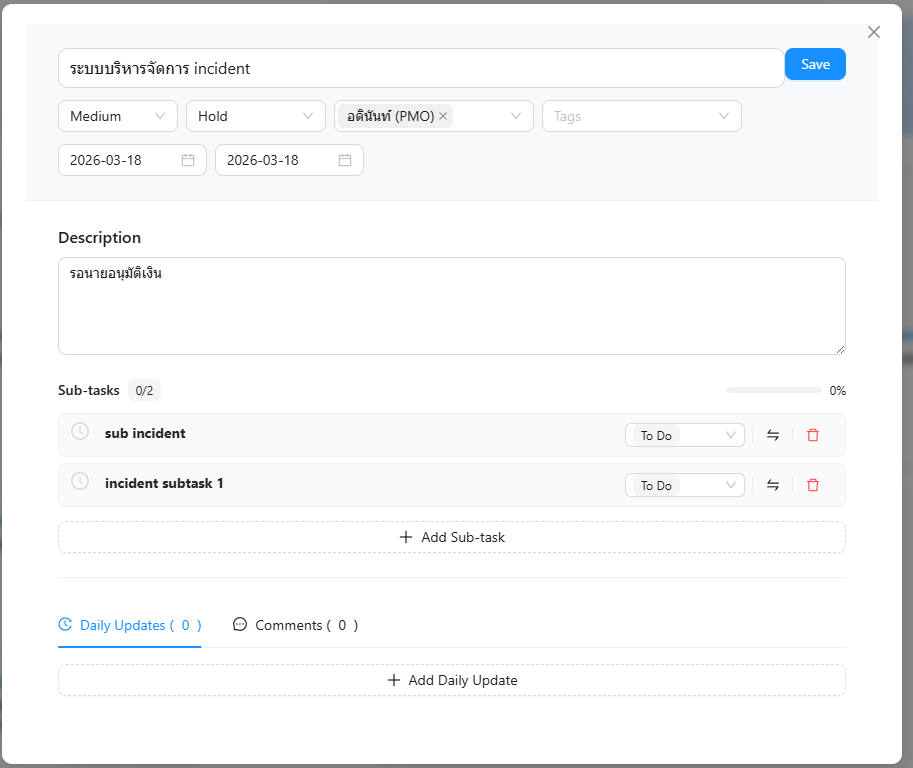 ระบบบริหารจัดการ incident
Save
Medium
Hold
อตินันท์ (PMO)
Tags
2026-03-18
2026-03-18
Description
รอนายอนุมัติเงิน
Sub-tasks 0/2
0%
sub incident
To Do
incident subtask 1
To Do
Add Sub-task
Daily Updates ( 0 )
Comments ( 0 )
Add Daily Update